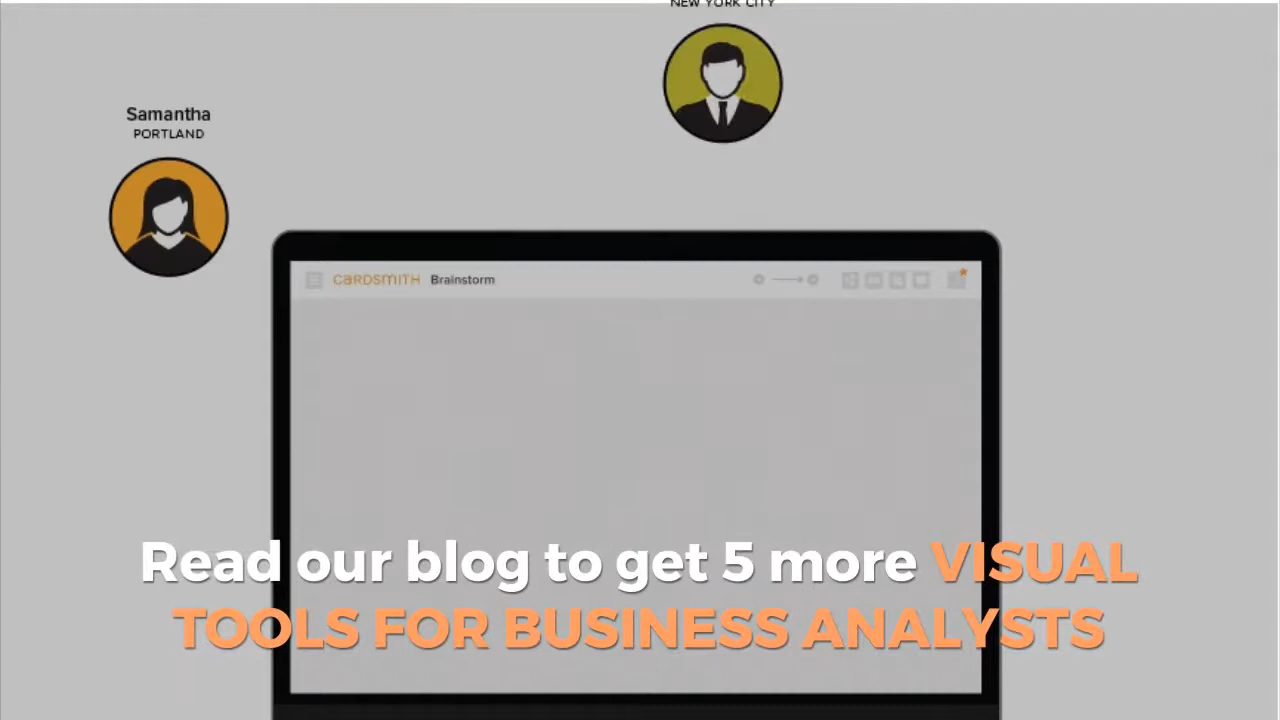 NEW YORK CITY
Samantha
PORTLAND
CARDSMITH Brainstorm
Read our blog to get 5 more VISUAL
TOOLS FOR BUSINESS ANALYSTS